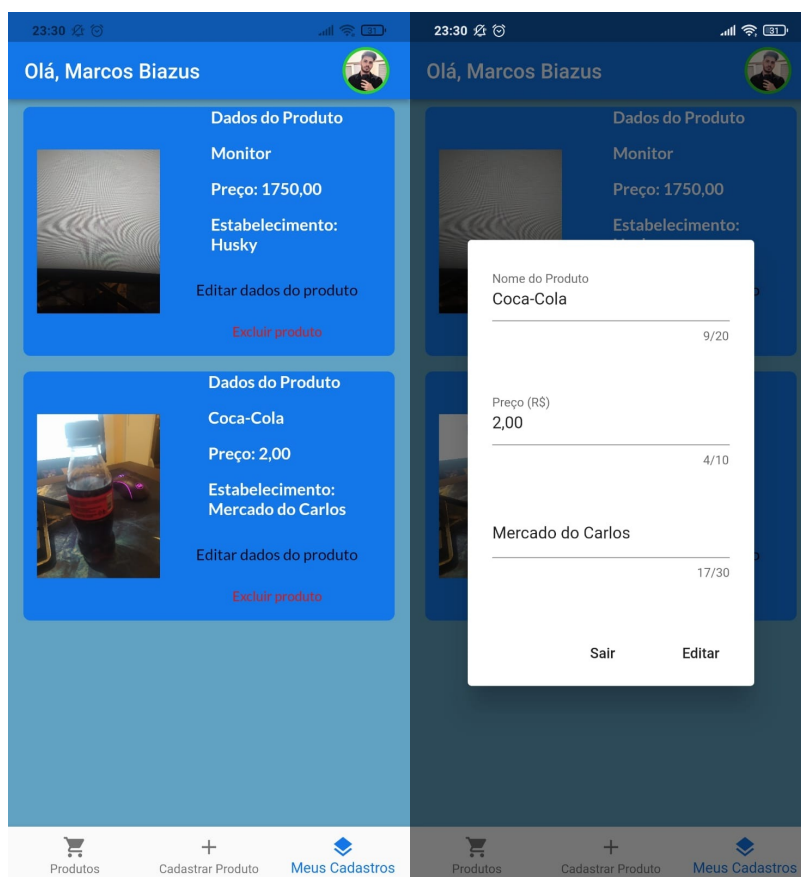 23:30
31
Olá, Marcos Biazus
Dados do Produto
Monitor
Preço: 1750,00
Estabelecimento:
Husky
Editar dados do produto
Excluir produto
Dados do Produto
Coca-Cola
Preço: 2,00
Estabelecimento:
Mercado do Carlos
Editar dados do produto
Excluir produto
Produtos
Cadastrar Produto
Meus Cadastros
23:30
31
Olá, Marcos Biazus
Dados do Produto
Monitor
Preço: 1750,00
Estabelecimento:
Nome do Produto
Coca-Cola
9/20
Preço (R$)
2,00
4/10
Mercado do Carlos
17/30
Sair
Editar
Produtos
Cadastrar Produto
Meus Cadastros